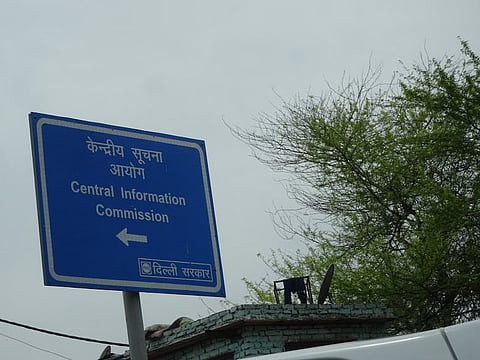 केन्द्रीय सूचना
आयोग
Central Information
Commission
दिल्ली सरकार